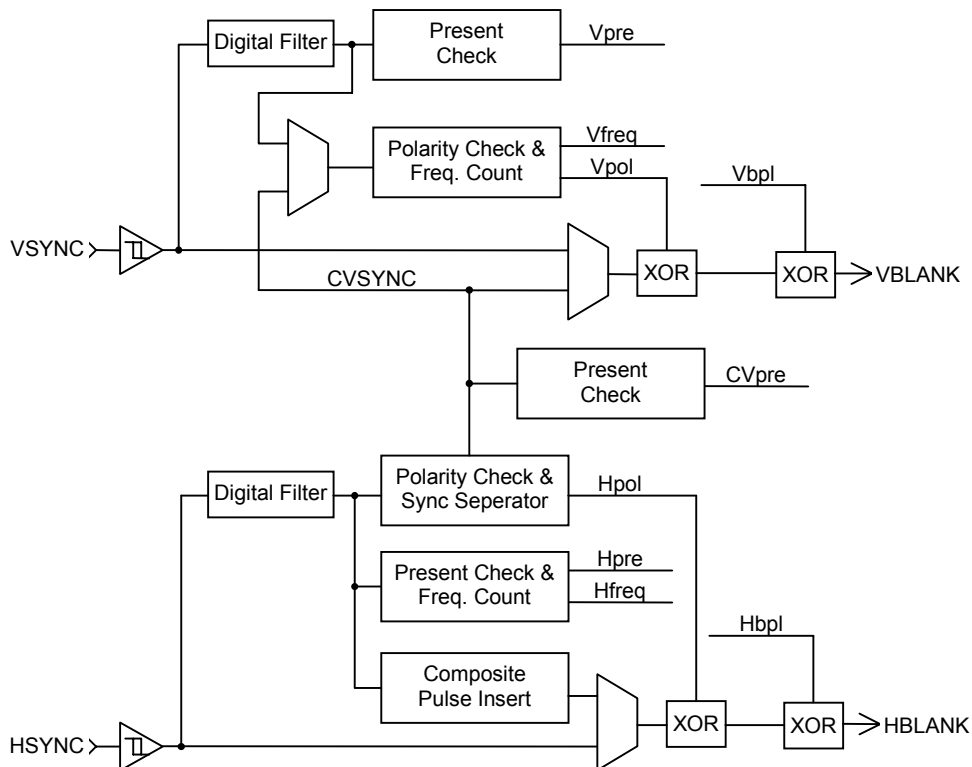 Digital Filter
Present
Check
Vpre
Polarity Check &
Freq. Count
Vfreq
Vpol
Vbpl
VSYNC
CVSYNC
XOR
XOR
VBLANK
Present
Check
CVpre
Digital Filter
Polarity Check &
Sync Seperator
Hpol
Present Check &
Freq. Count
Hpre
Hfreq
Hbpl
Composite
Pulse Insert
HSYNC
XOR
XOR
HBLANK